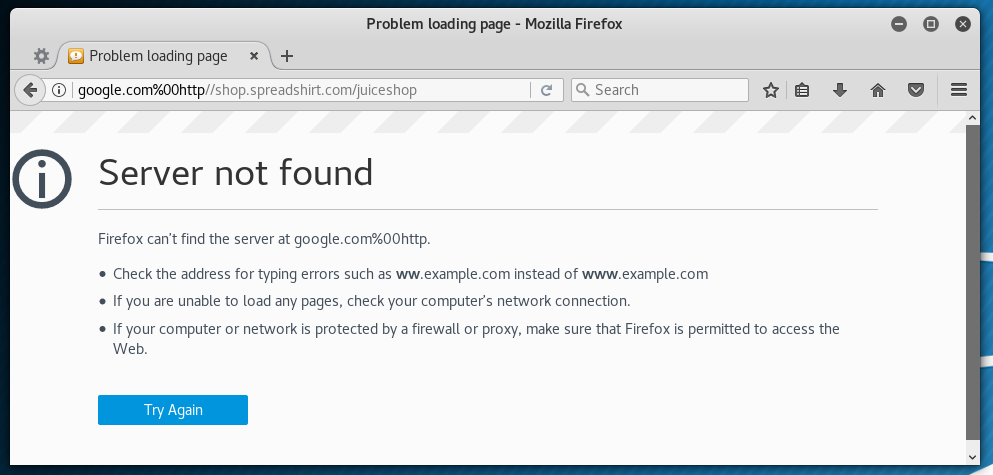 Problem loading page - Mozilla Firefox
Problem loading page
google.com%00http//shop.spreadshirt.com/juiceshop
Search
Server not found
Firefox can’t find the server at google.com%00http.
Check the address for typing errors such as ww.example.com instead of www.example.com
If you are unable to load any pages, check your computer’s network connection.
If your computer or network is protected by a firewall or proxy, make sure that Firefox is permitted to access the
Web.
Try Again